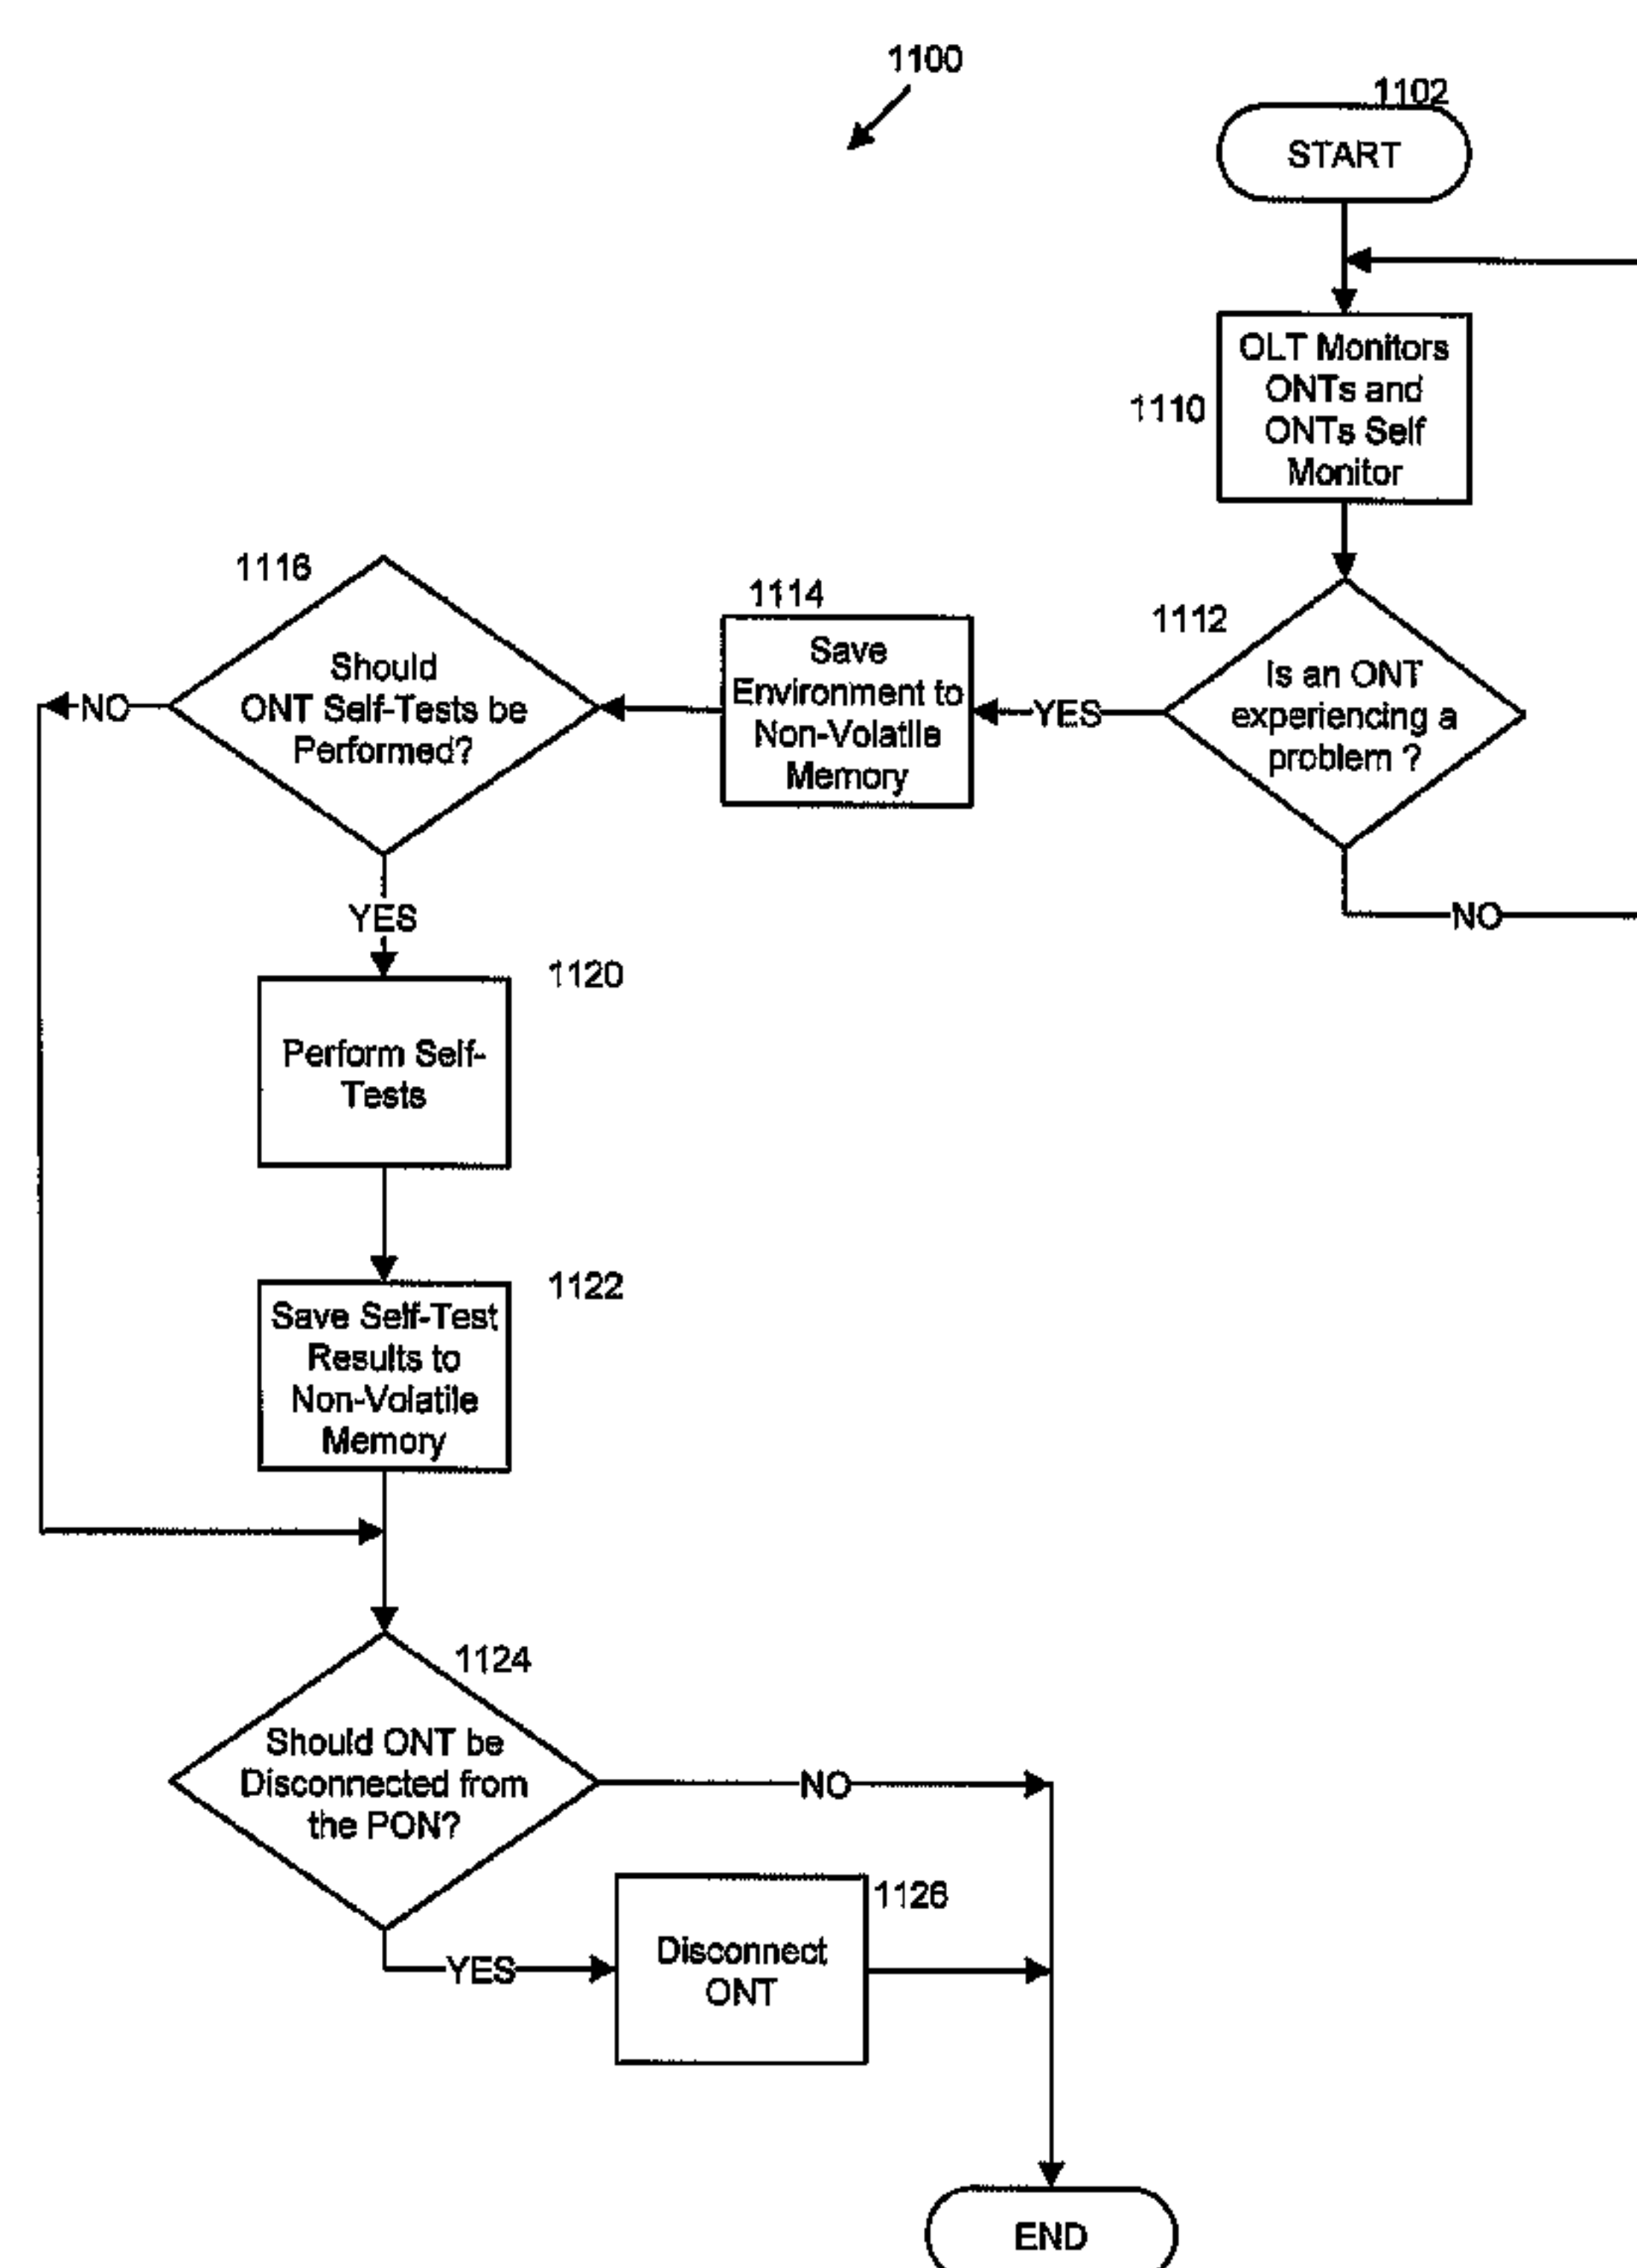 1100
1102
START
1110
OLT Monitors
ONTs and
ONTs Self
Monitor
1112
Is an ONT
experiencing a
problem ?
YES
NO
1114
Save
Environment to
Non-Volatile
Memory
1116
Should
ONT Self-Tests be
Performed?
NO
YES
1120
Perform Self-
Tests
1122
Save Self-Test
Results to
Non-Volatile
Memory
1124
Should ONT be
Disconnected from
the PON?
NO
YES
1126
Disconnect
ONT
END